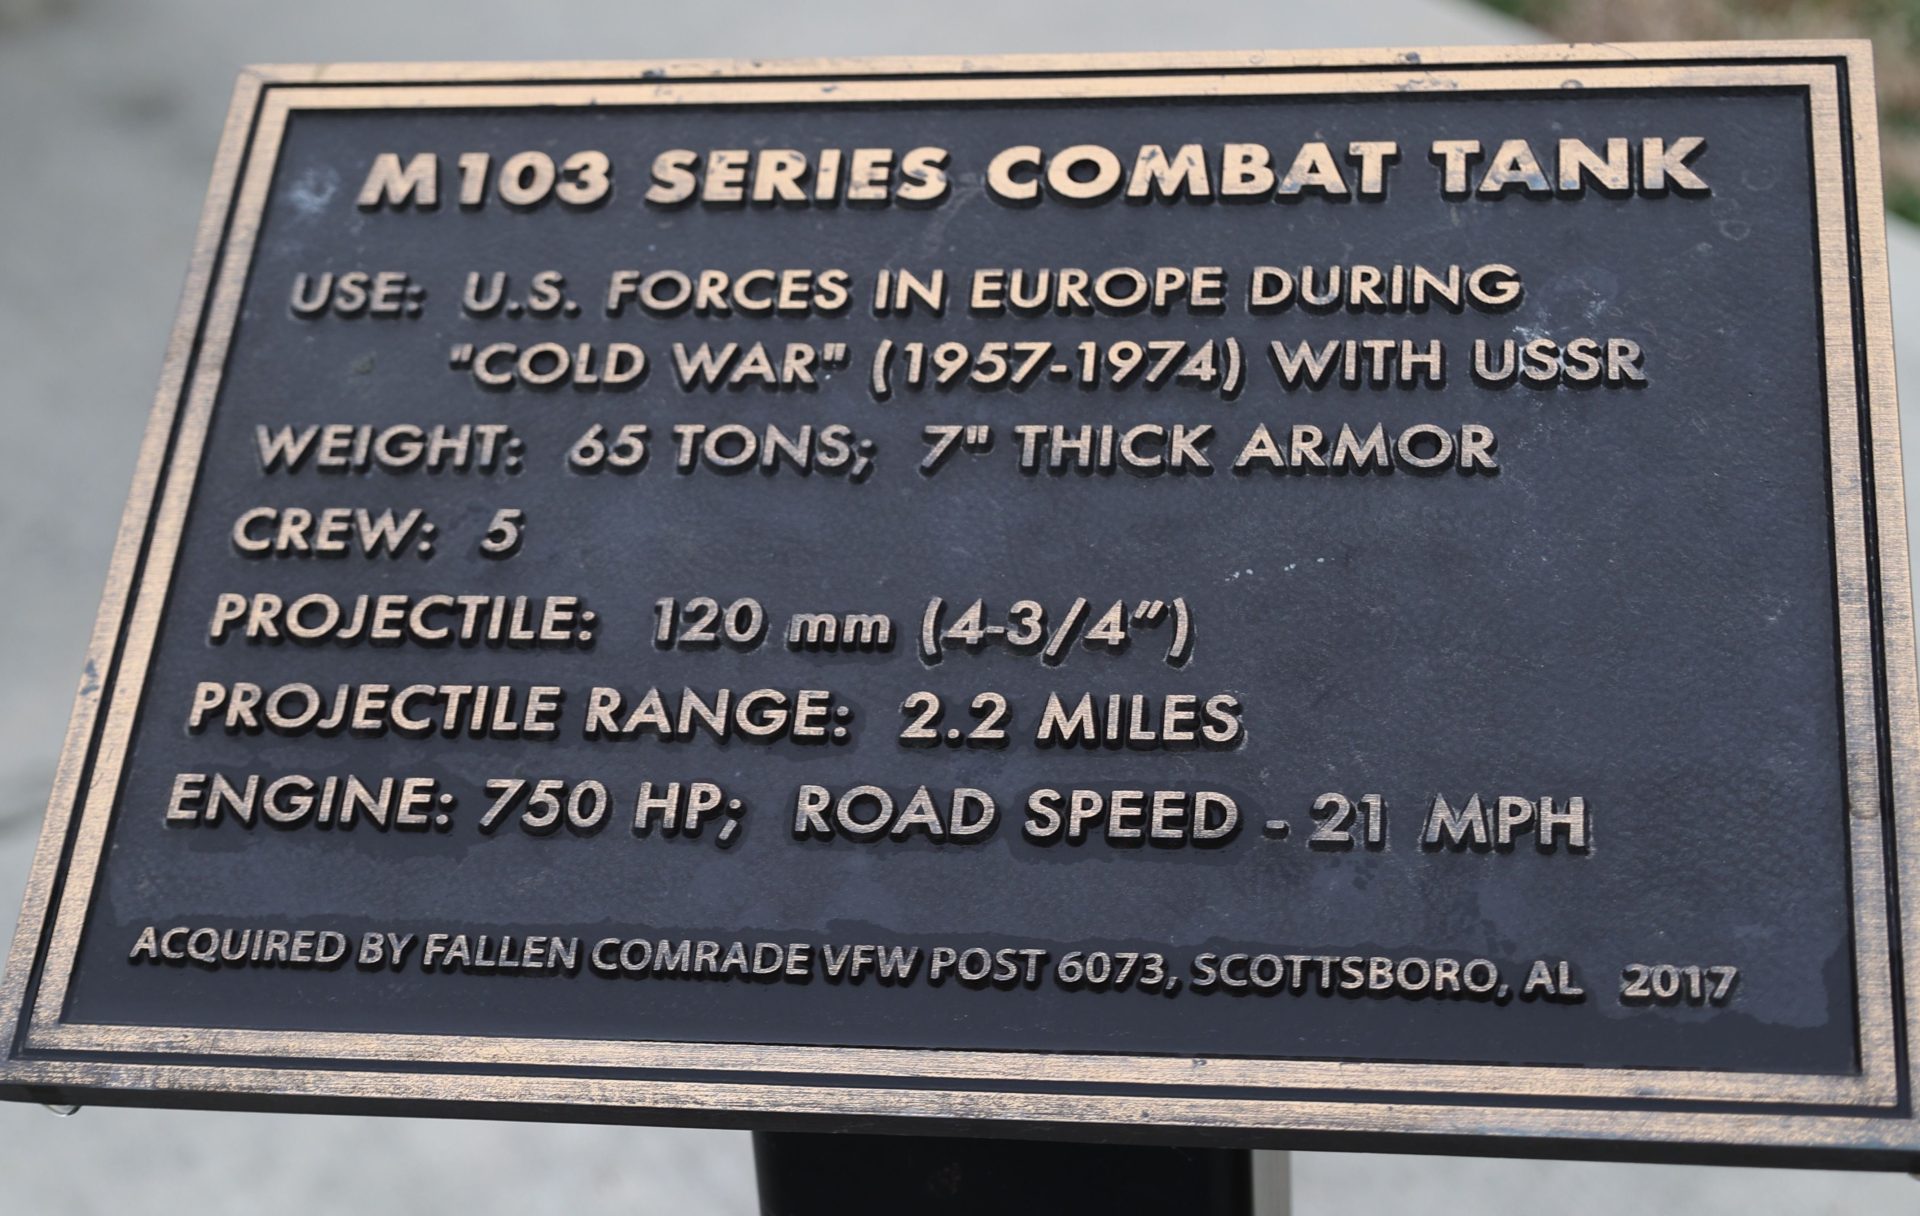 M103 SERIES COMBAT TANK
USE: U.S. FORCES IN EUROPE DURING
"COLD WAR" (1957-1974) WITH USSR
WEIGHT: 65 TONS; 7" THICK ARMOR
CREW: 5
PROJECTILE: 120 mm (4-3/4")
PROJECTILE RANGE: 2.2 MILES
ENGINE: 750 HP; ROAD SPEED - 21 MPH
ACQUIRED BY FALLEN COMRADE VFW POST 6073, SCOTTSBORO, AL 2017